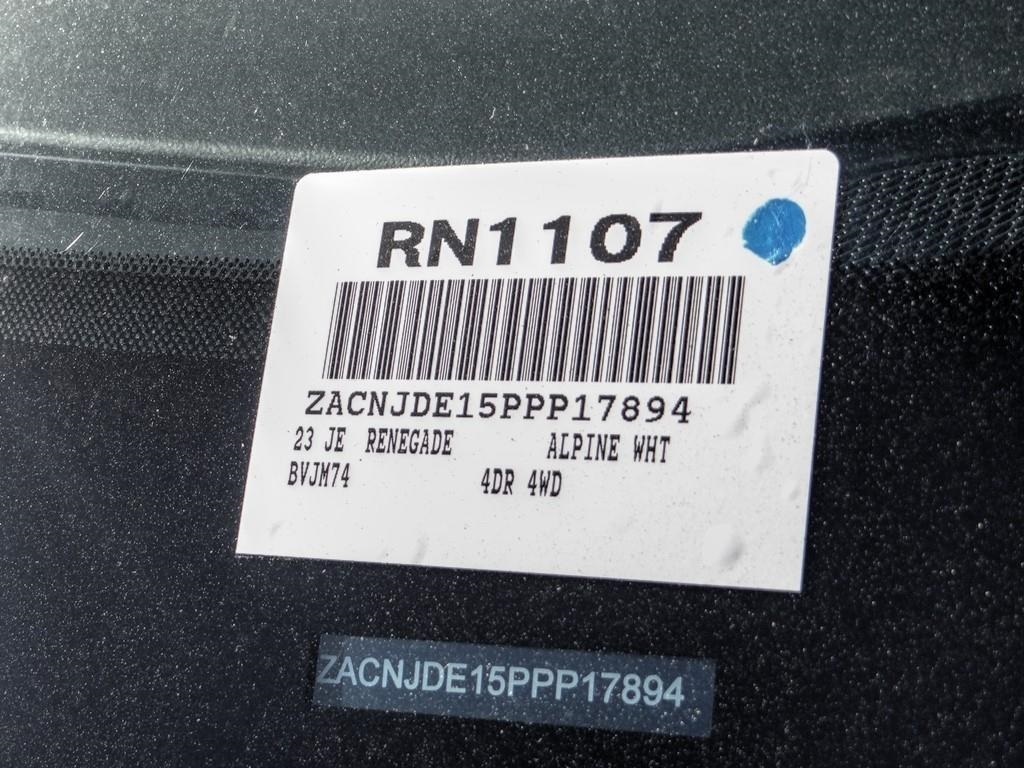 RN1107
ZACNJDE15PPP17894
23 JE RENEGADE ALPINE WHT
BVJM74 4DR 4WD
ZACNJDE15PPP17894